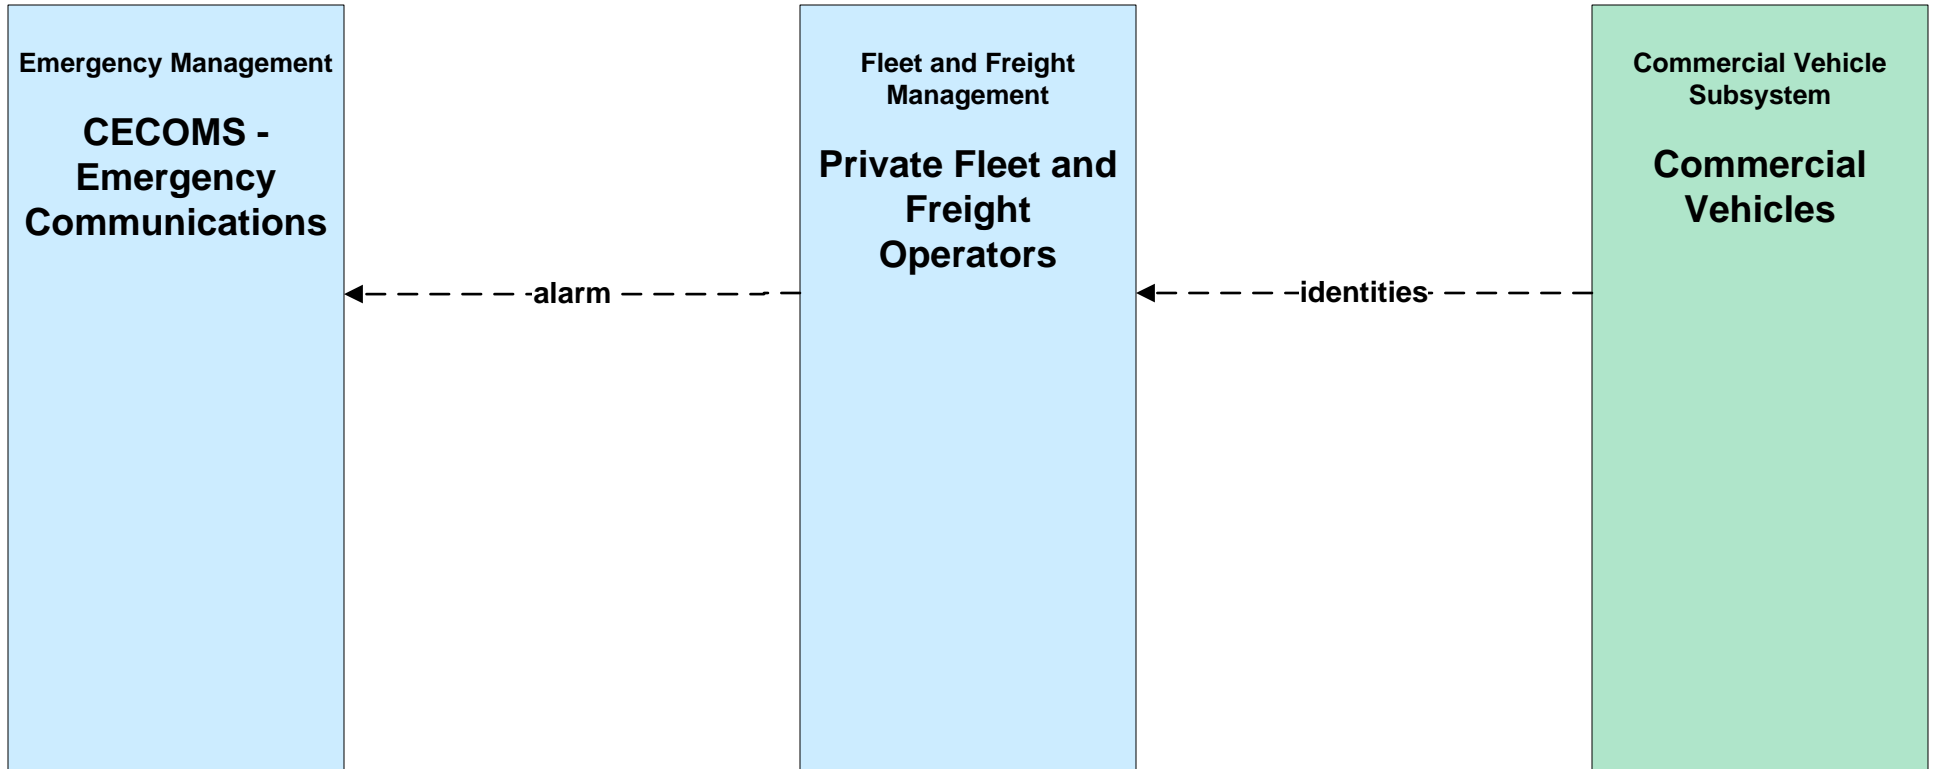 Emergency Management
CECOMS -
Emergency
Communications
Fleet and Freight
Management
Private Fleet and
Freight
Operators
Commercial Vehicle
Subsystem
Commercial
Vehicles
alarm
identities